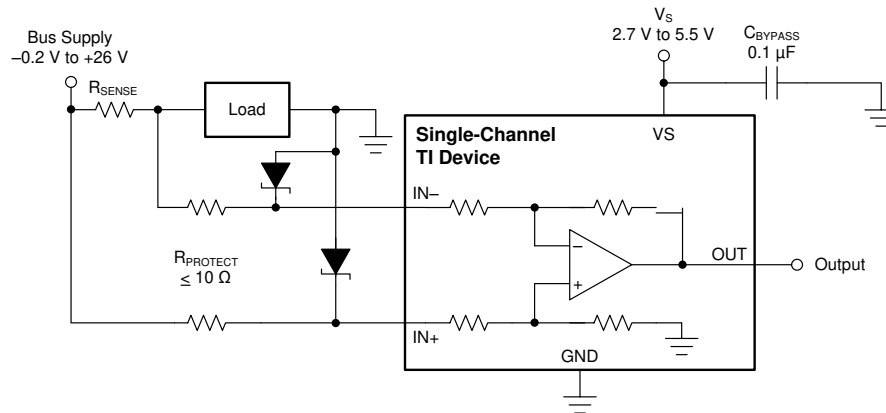 Bus Supply
–0.2 V to +26 V
RSENSE
Load
VS
2.7 V to 5.5 V
CBYPASS
0.1 µF
Single-Channel
TI Device
VS
IN–
RPROTECT
≤ 10 Ω
–
+
OUT
Output
IN+
GND